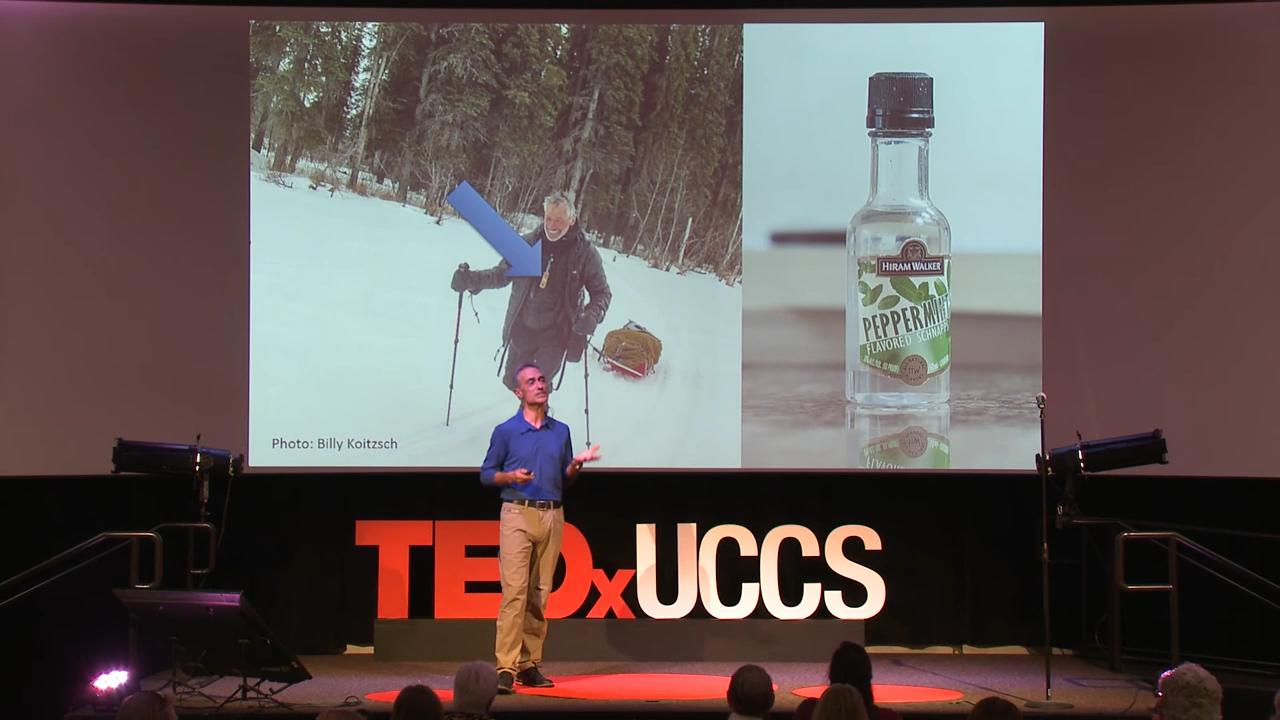 HIRAM WALKER
PEPPERMINT
FLAVORED SCHNAPPS
Photo: Billy Koitzsch
TEDxUCCS